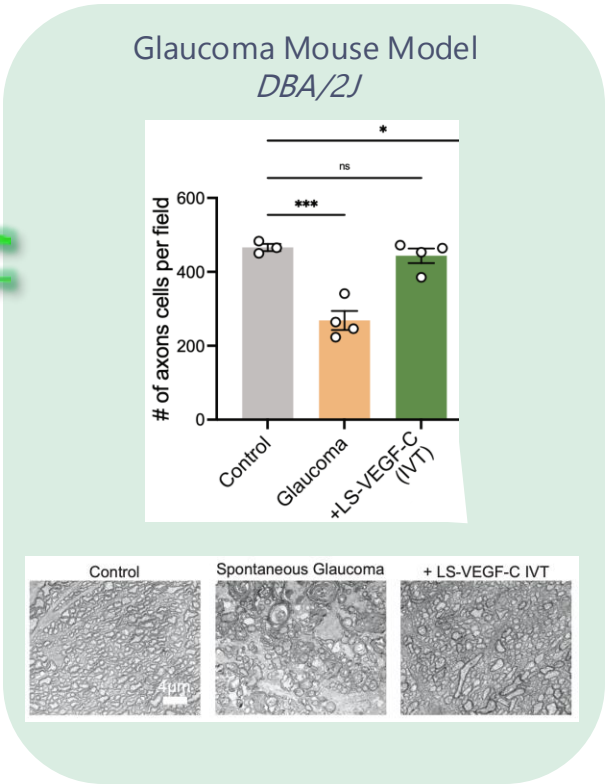 Glaucoma Mouse Model
DBA/2J
*
ns
***
# of axons cells per field
600
400
200
0
Control
Glaucoma
+LS-VEGF-C
(IVT)
Control
Spontaneous Glaucoma
+ LS-VEGF-C IVT
4µm